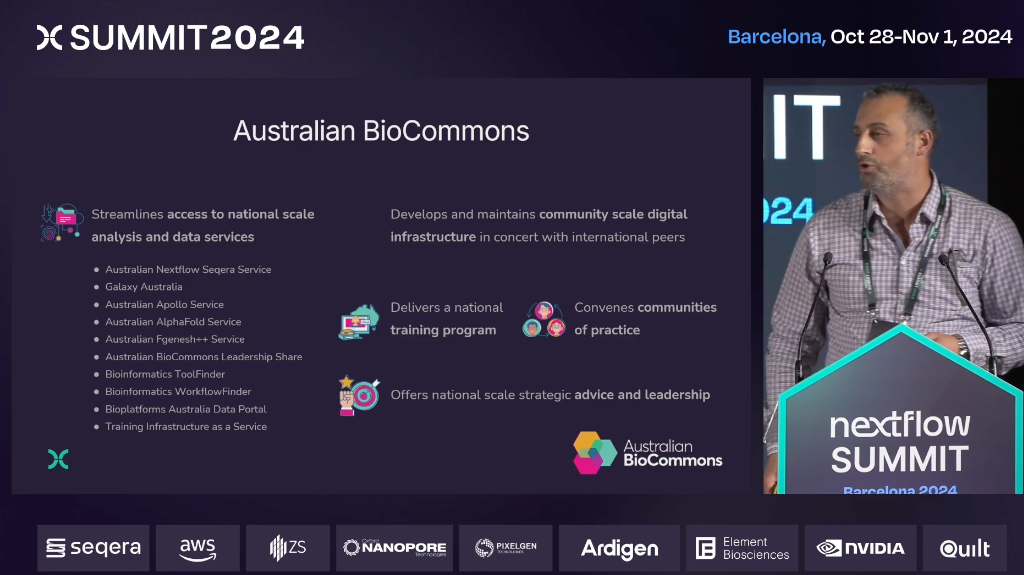 SUMMIT2024
Barcelona, Oct 28-Nov 1, 2024
Australian BioCommons
Streamlines access to national scale
analysis and data services
Australian Nextflow Seqera Service
Galaxy Australia
Australian Apollo Service
Australian AlphaFold Service
Australian Fgenesh++ Service
Australian BioCommons Leadership Share
Bioinformatics ToolFinder
Bioinformatics WorkflowFinder
Bioplatforms Australia Data Portal
Training Infrastructure as a Service
Develops and maintains community scale digital
infrastructure in concert with international peers
Delivers a national
training program
Convenes communities
of practice
Offers national scale strategic advice and leadership
Australian
BioCommons
IT
2024
nextflow
SUMMIT
Barcelona 2024
seqera
aws
ZS
Oxford
NANOPORE
Technologies
PIXELGEN
TECHNOLOGIES
Ardigen
Element
Biosciences
NVIDIA
Quilt